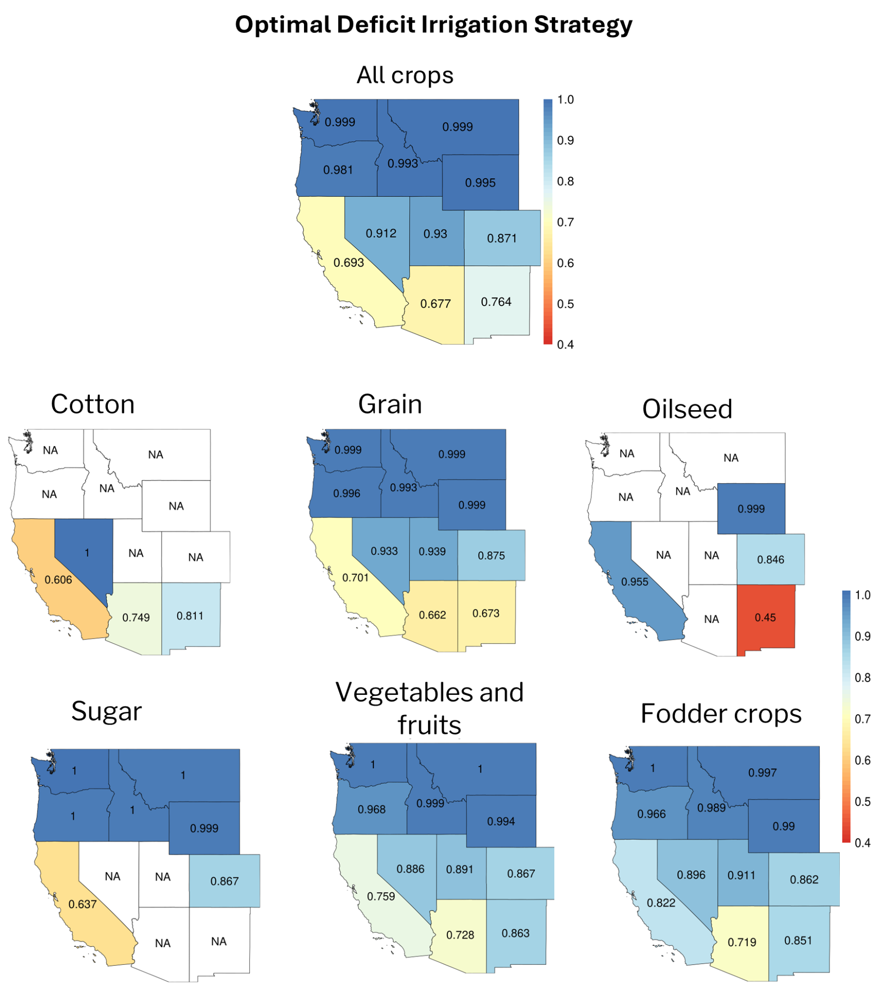 Optimal Deficit Irrigation Strategy
All crops
0.999
0.999
0.981
0.993
0.995
0.912
0.93
0.871
0.693
0.677
0.764
1.0
0.9
0.8
0.7
0.6
0.5
0.4
Cotton
NA
NA
NA
NA
NA
1
NA
NA
0.606
0.749
0.811
Grain
0.999
0.999
0.996
0.993
0.999
0.933
0.939
0.875
0.701
0.662
0.673
Oilseed
NA
NA
NA
NA
0.999
NA
NA
0.846
0.955
NA
0.45
1.0
0.9
0.8
0.7
0.6
0.5
0.4
Sugar
1
1
1
1
0.999
NA
NA
0.867
0.637
NA
NA
Vegetables and
fruits
1
1
0.968
0.999
0.994
0.886
0.891
0.867
0.759
0.728
0.863
Fodder crops
1
0.997
0.966
0.989
0.99
0.896
0.911
0.862
0.822
0.719
0.851